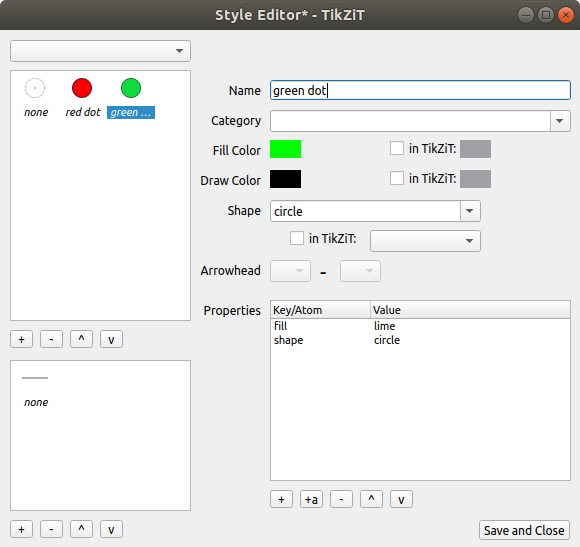 Style Editor* - TikZiT
none
red dot
green ...
+ - ^ v
none
+ - ^ v
Name green dot
Category
Fill Color in TikZiT:
Draw Color in TikZiT:
Shape circle
in TikZiT:
Arrowhead -
Properties Key/Atom Value
fill lime
shape circle
+ +a - ^ v
Save and Close